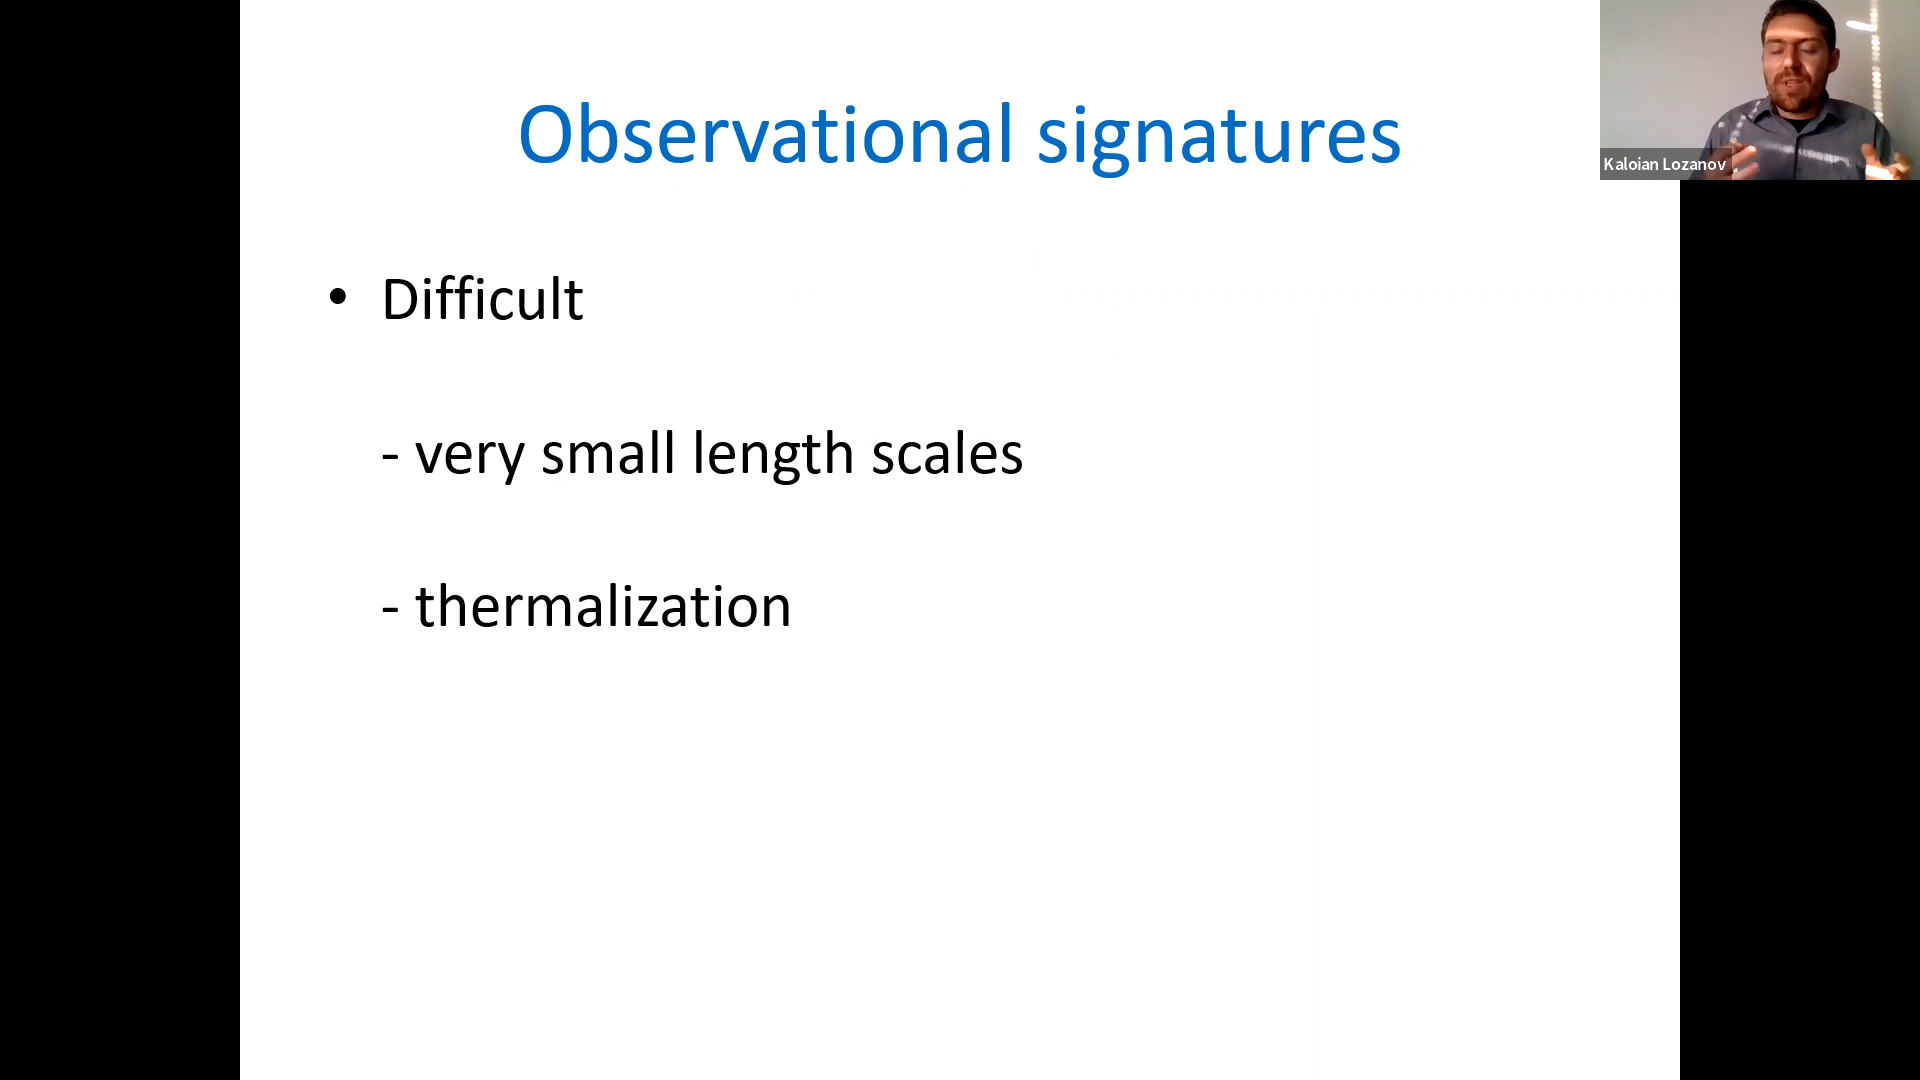 Observational signatures
Kaloian Lozanov
• Difficult
- very small length scales
- thermalization